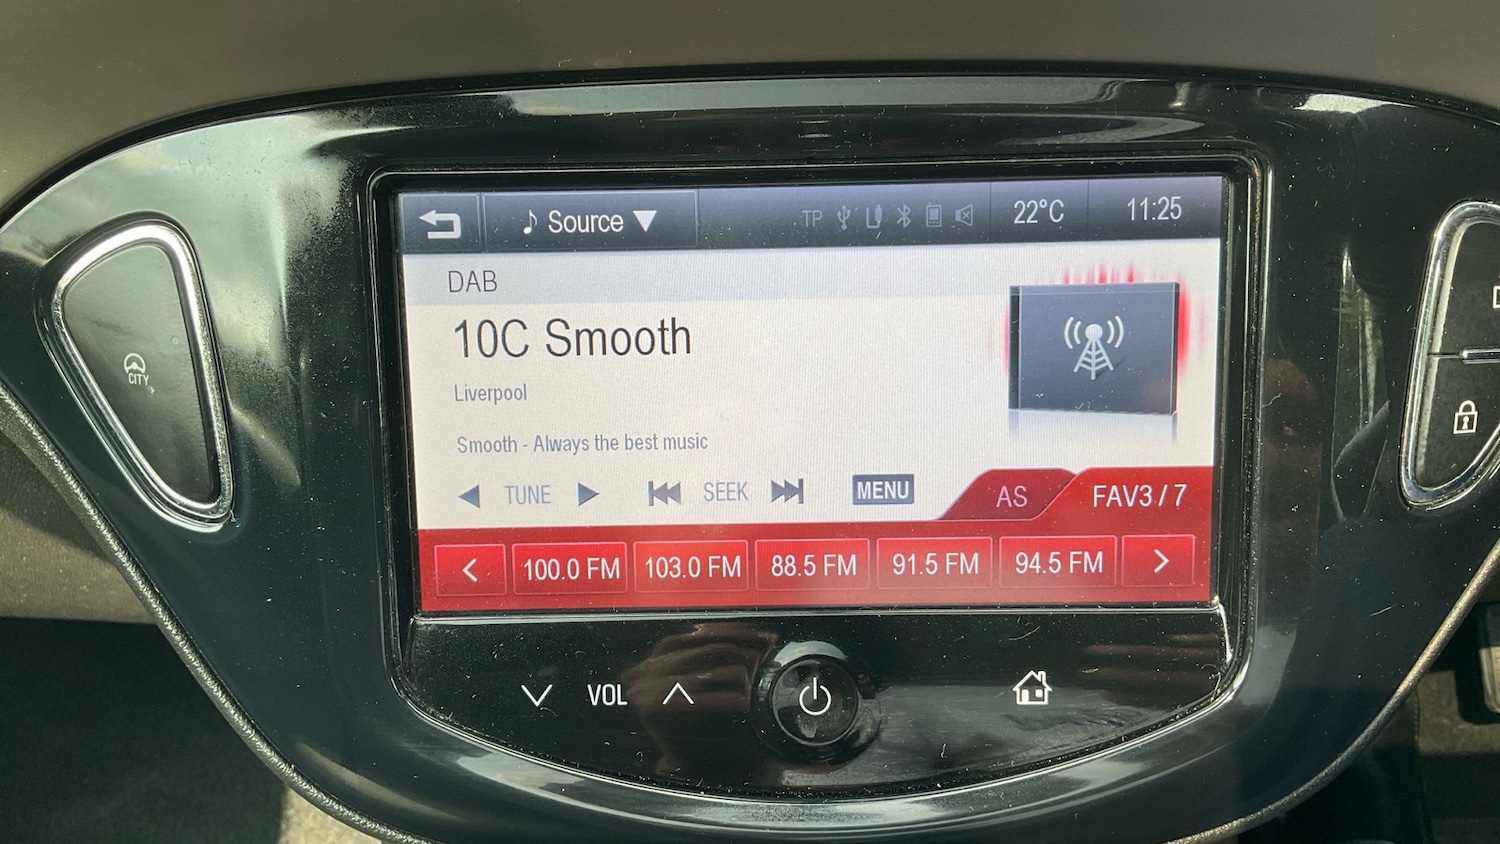 Source
TP
22°C
11:25
DAB
10C Smooth
Liverpool
Smooth - Always the best music
TUNE
SEEK
MENU
AS
FAV3 / 7
100.0 FM
103.0 FM
88.5 FM
91.5 FM
94.5 FM
VOL
CITY